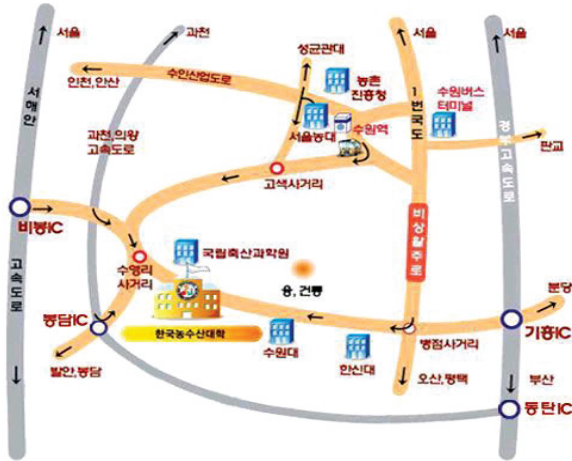 서울
과천
성균관대
서울
서울
인천,안산
수인산업도로
농촌
진흥청
수원버스
터미널
서해안
과천,의왕
고속도로
서울농대
수원역
1번국도
경부고속도로
판교
고색사거리
비봉IC
비상활주로
수영리
사거리
국립축산과학원
고속도로
융,건릉
분당
봉담IC
한국농수산대학
수원대
한신대
병점사거리
기흥IC
발안,봉담
오산,평택
부산
동탄IC